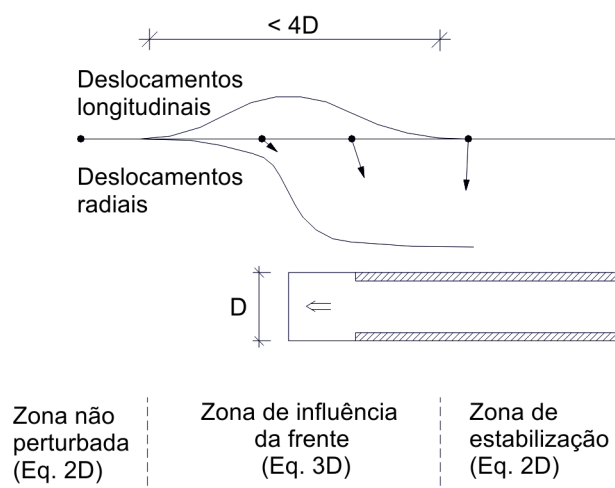 < 4D
Deslocamentos
longitudinais
Deslocamentos
radiais
D
Zona não
perturbada
(Eq. 2D)
Zona de influência
da frente
(Eq. 3D)
Zona de
estabilização
(Eq. 2D)